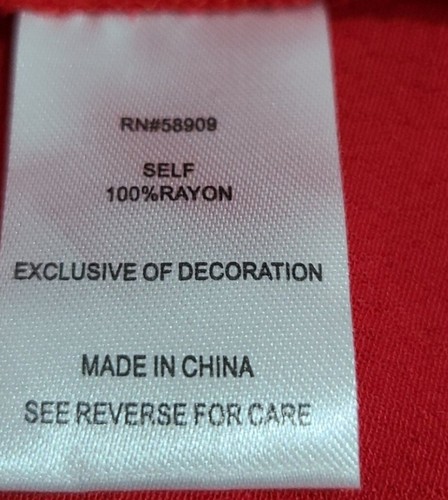 RN#58909
SELF
100%RAYON
EXCLUSIVE OF DECORATION
MADE IN CHINA
SEE REVERSE FOR CARE